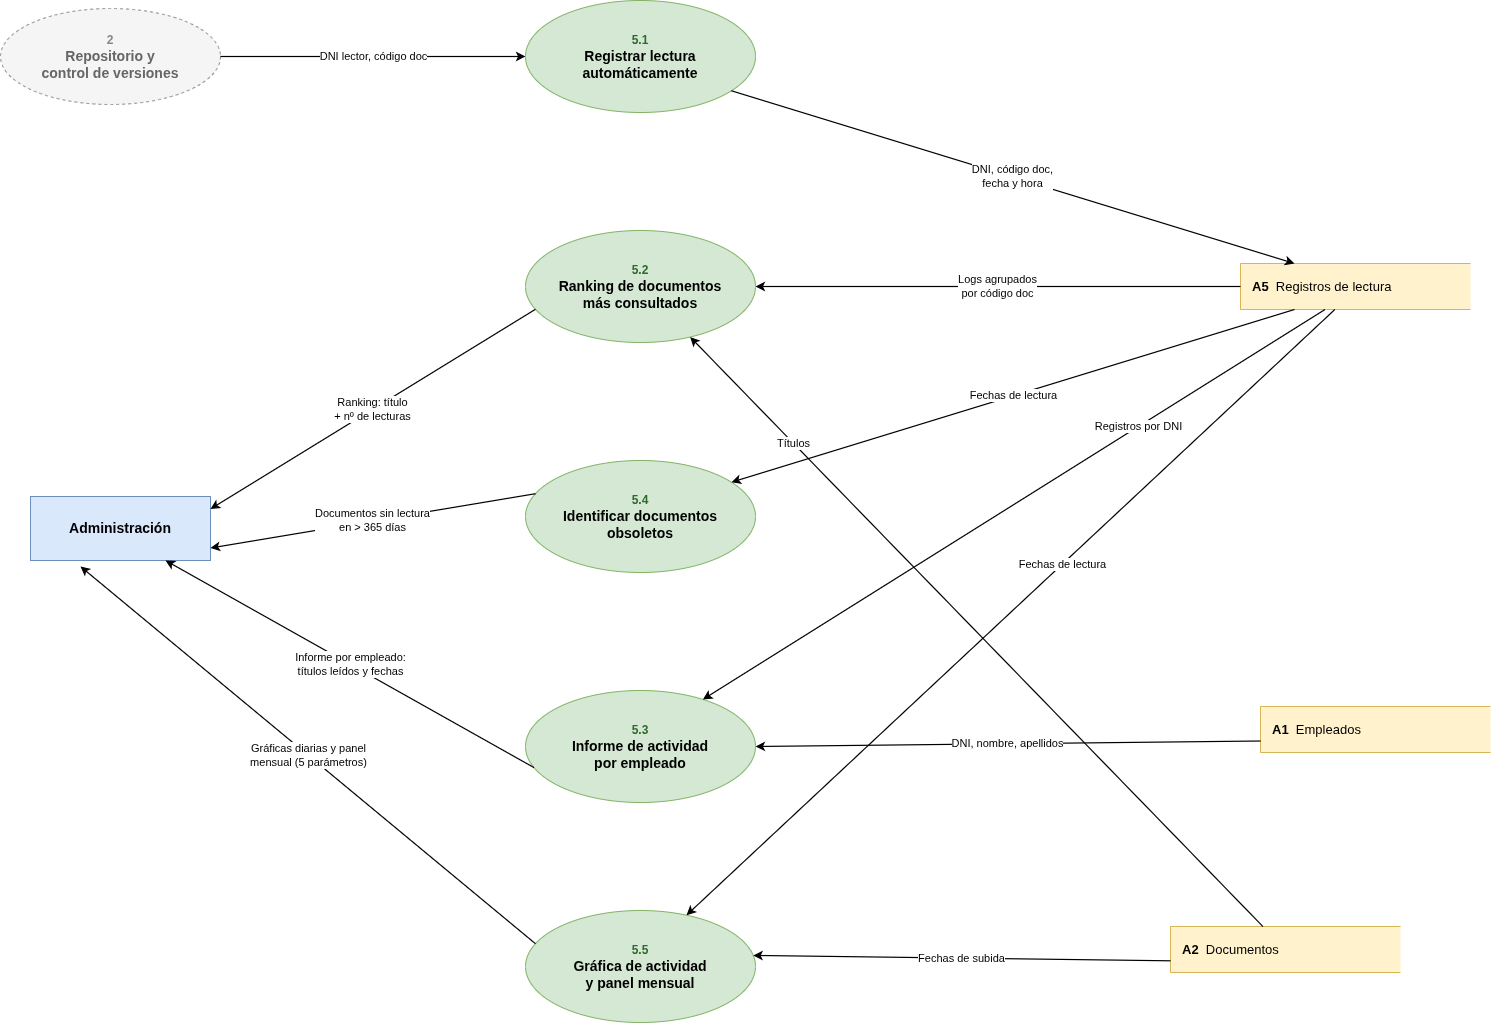 2
Repositorio y
control de versiones
DNI lector, código doc
5.1
Registrar lectura
automáticamente
DNI, código doc,
fecha y hora
5.2
Ranking de documentos
más consultados
Logs agrupados
por código doc
A5 Registros de lectura
Ranking: título
+ nº de lecturas
Fechas de lectura
Registros por DNI
Títulos
Administración
Documentos sin lectura
en > 365 días
5.4
Identificar documentos
obsoletos
Fechas de lectura
Informe por empleado:
títulos leídos y fechas
5.3
Informe de actividad
por empleado
DNI, nombre, apellidos
A1 Empleados
Gráficas diarias y panel
mensual (5 parámetros)
5.5
Gráfica de actividad
y panel mensual
Fechas de subida
A2 Documentos